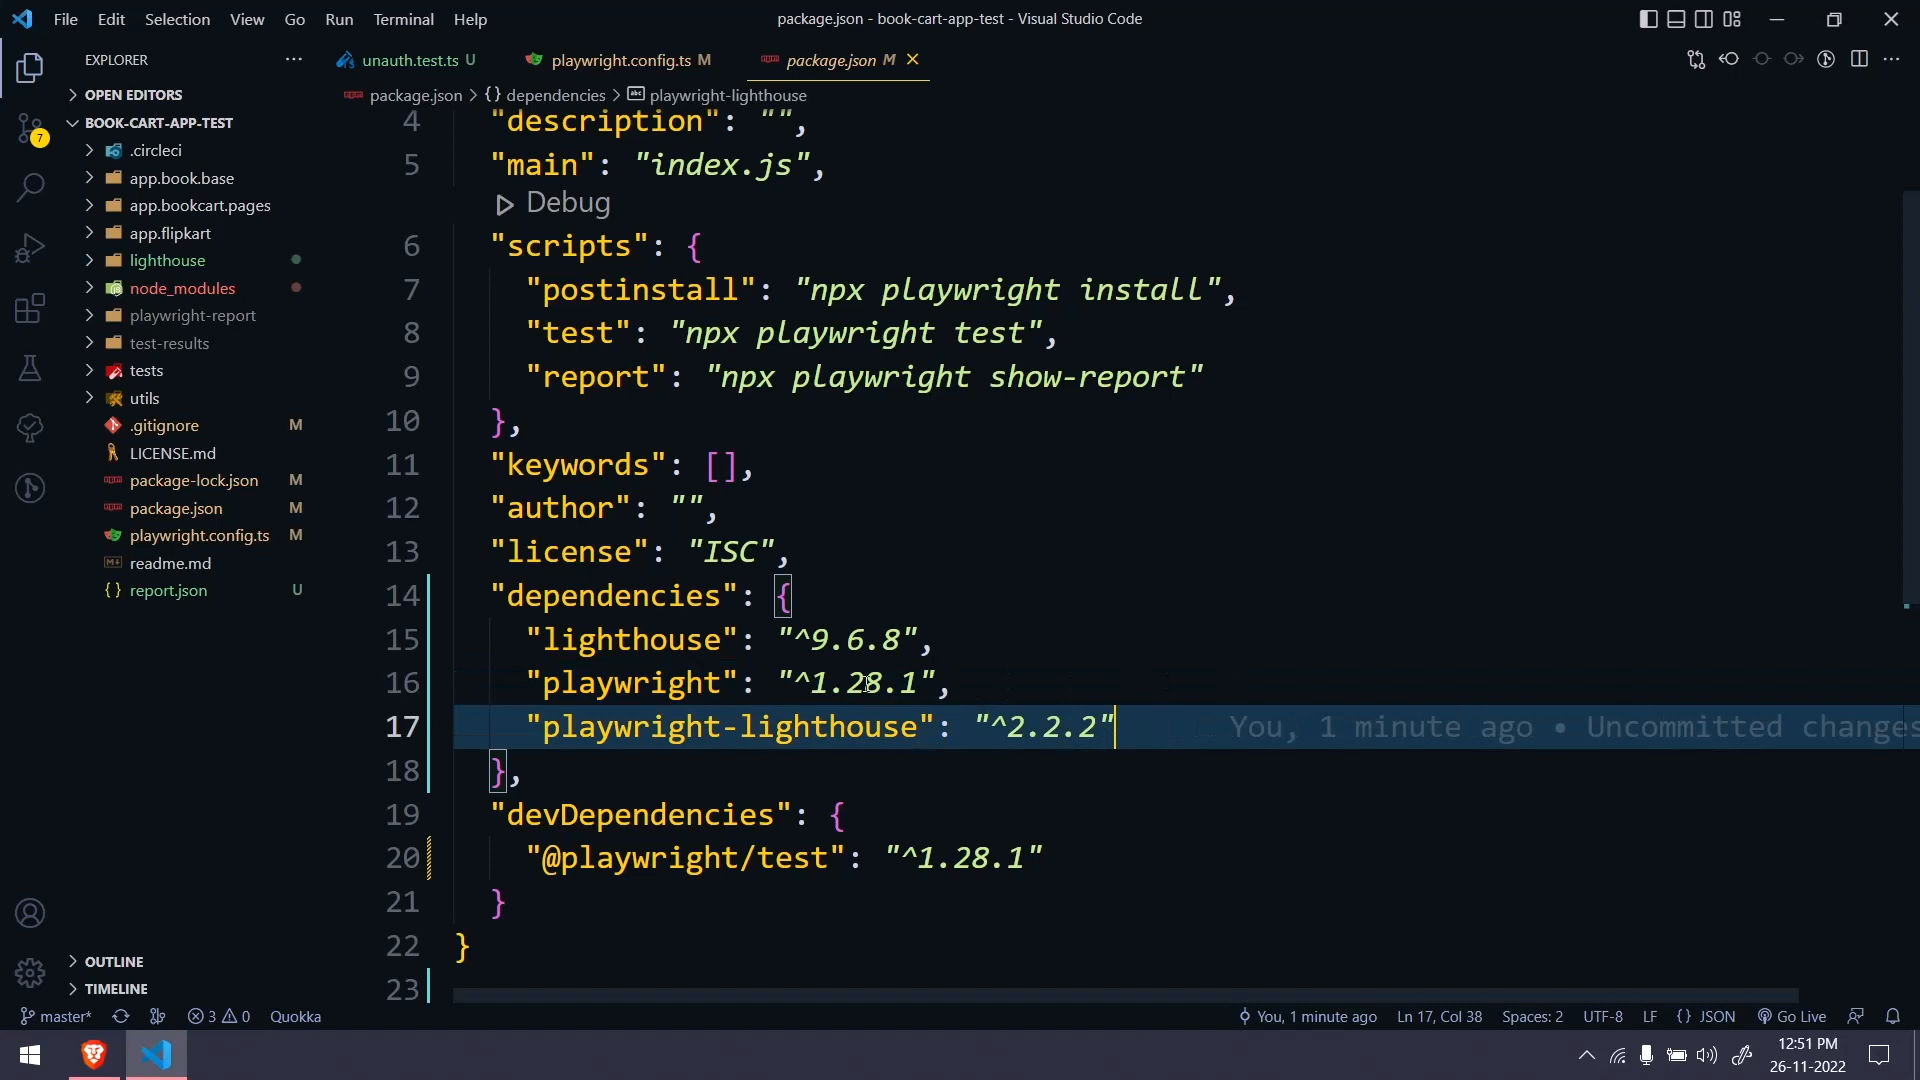 File Edit Selection View Go Run Terminal Help
package.json - book-cart-app-test - Visual Studio Code
EXPLORER
OPEN EDITORS
BOOK-CART-APP-TEST
.circleci
app.book.base
app.bookcart.pages
app.flipkart
lighthouse
node_modules
playwright-report
test-results
tests
utils
.gitignore M
LICENSE.md
package-lock.json M
package.json M
playwright.config.ts M
readme.md
report.json U
OUTLINE
TIMELINE
7
unauth.test.ts U
playwright.config.ts M
package.json M
package.json > {} dependencies > abc playwright-lighthouse
4 "description": "",
5 "main": "index.js",
Debug
6 "scripts": {
7 "postinstall": "npx playwright install",
8 "test": "npx playwright test",
9 "report": "npx playwright show-report"
10 },
11 "keywords": [],
12 "author": "",
13 "license": "ISC",
14 "dependencies": {
15 "lighthouse": "^9.6.8",
16 "playwright": "^1.28.1",
17 "playwright-lighthouse": "^2.2.2" You, 1 minute ago • Uncommitted changes
18 },
19 "devDependencies": {
20 "@playwright/test": "^1.28.1"
21 }
22 }
23
master* 3 0 Quokka
You, 1 minute ago Ln 17, Col 38 Spaces: 2 UTF-8 LF {} JSON Go Live
12:51 PM
26-11-2022